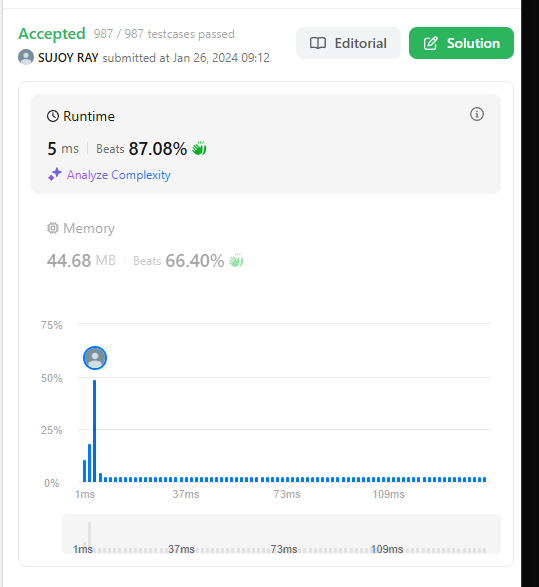 Accepted 987 / 987 testcases passed
SUJOY RAY submitted at Jan 26, 2024 09:12
Editorial
Solution
Runtime
5 ms Beats 87.08%
Analyze Complexity
Memory
44.68 MB Beats 66.40%
75%
50%
25%
0%
1ms 37ms 73ms 109ms
1ms 37ms 73ms 109ms